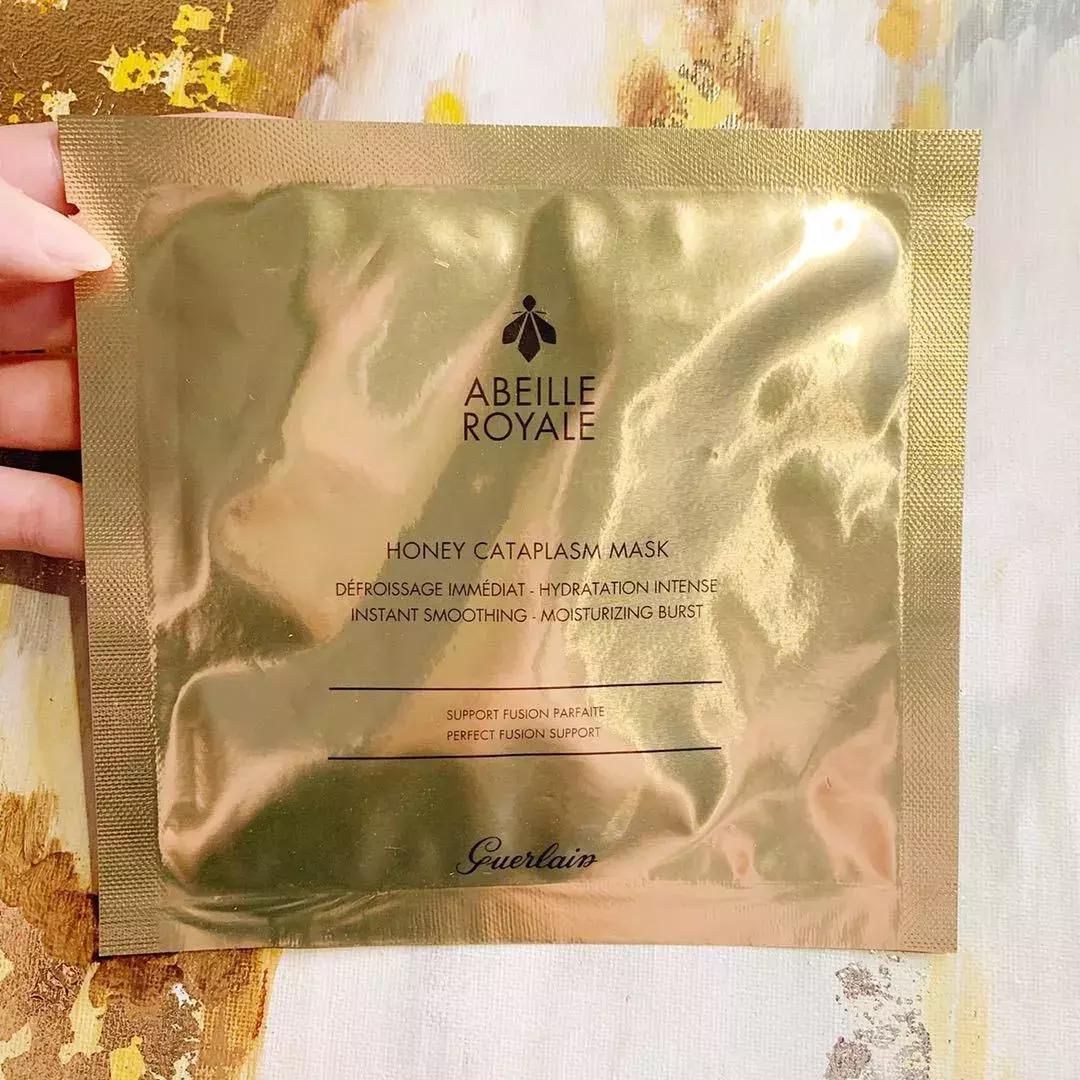 ABEILLE
ROYALE
HONEY CATAPLASM MASK
DÉFROISSAGE IMMÉDIAT - HYDRATATION INTENSE
INSTANT SMOOTHING - MOISTURIZING BURST
SUPPORT FUSION PARFAITE
PERFECT FUSION SUPPORT
Guerlain